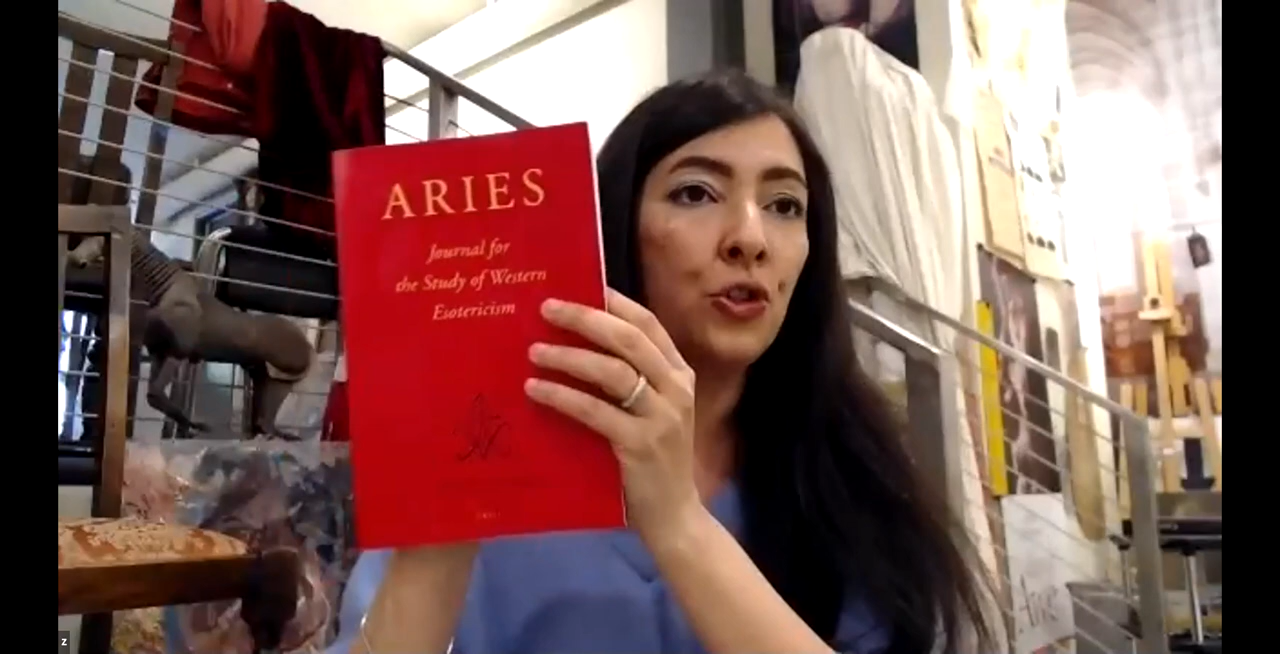 ARIES
Journal for
the Study of Western
Esotericism
z